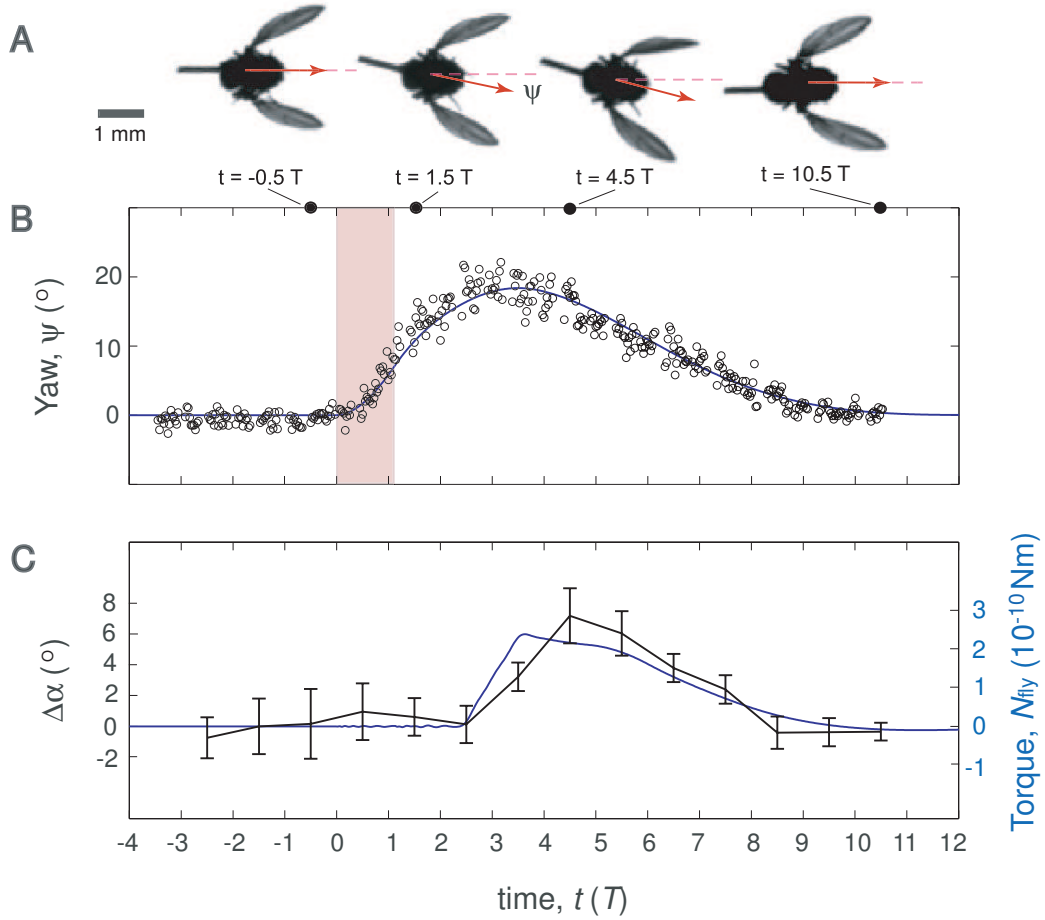 A
ψ
1 mm
t = -0.5 T
t = 1.5 T
t = 4.5 T
t = 10.5 T
B
Yaw, ψ (°)
20
10
0
C
Δα (°)
8
6
4
2
0
-2
3
2
1
0
-1
Torque, Nfly (10-10Nm)
-4 -3 -2 -1 0 1 2 3 4 5 6 7 8 9 10 11 12
time, t (T)